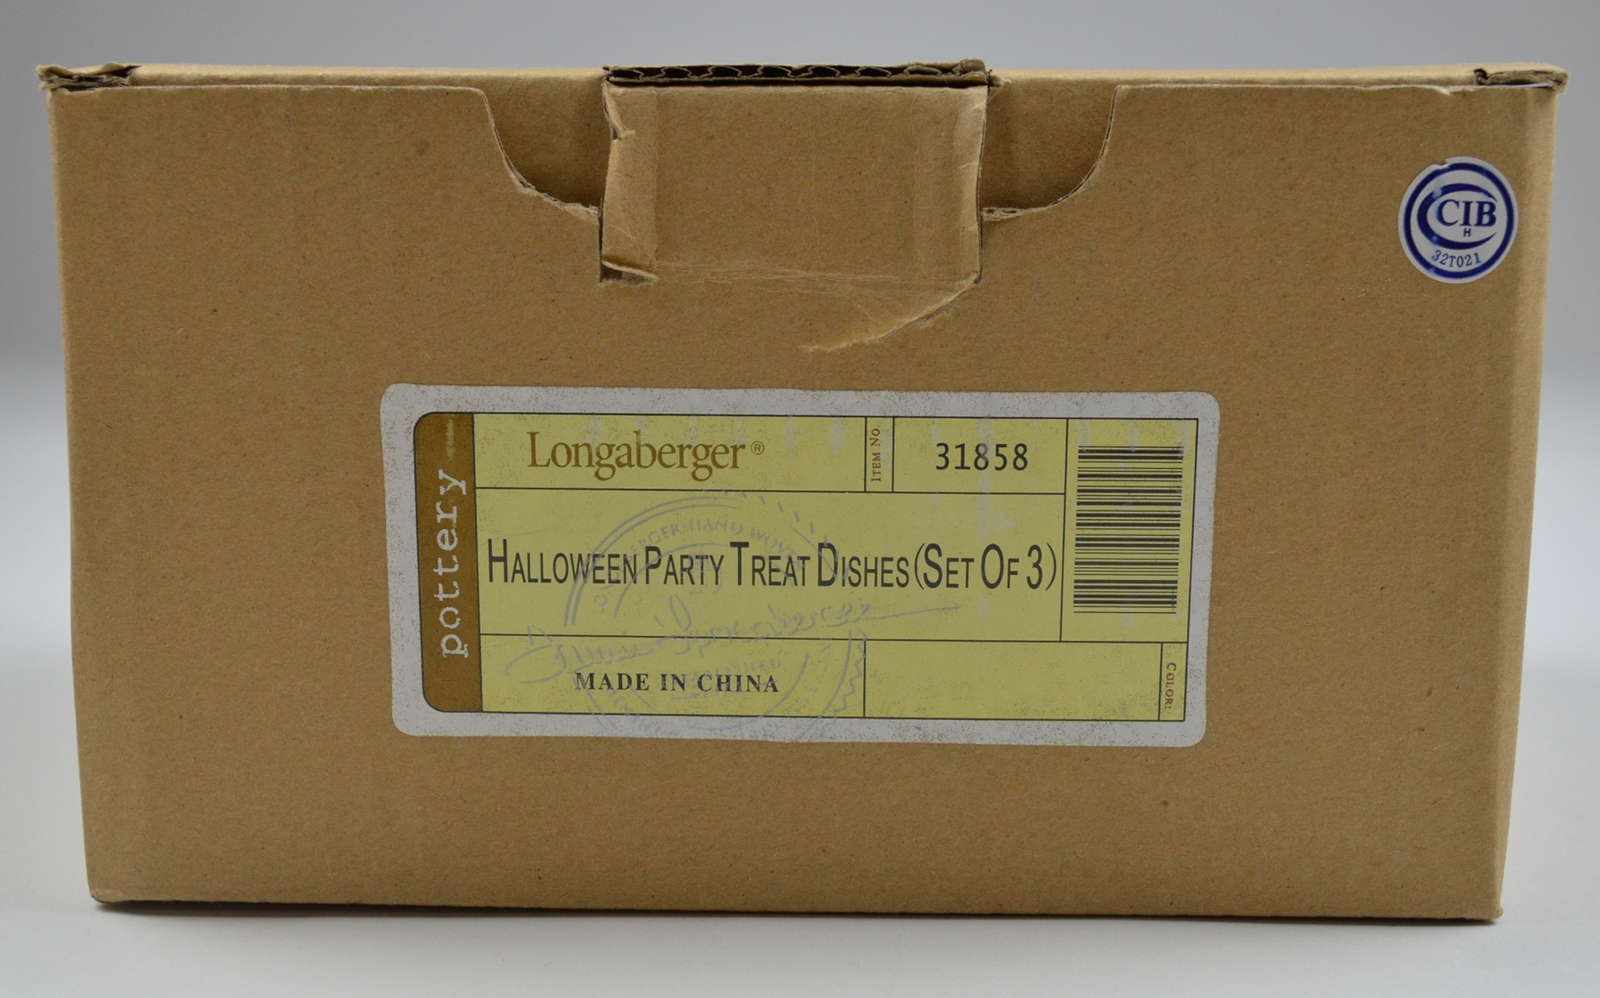 CIB
H
32T021
pottery
Longaberger®
ITEM NO.
31858
HALLOWEEN PARTY TREAT DISHES (SET OF 3)
MADE IN CHINA
COLOR: